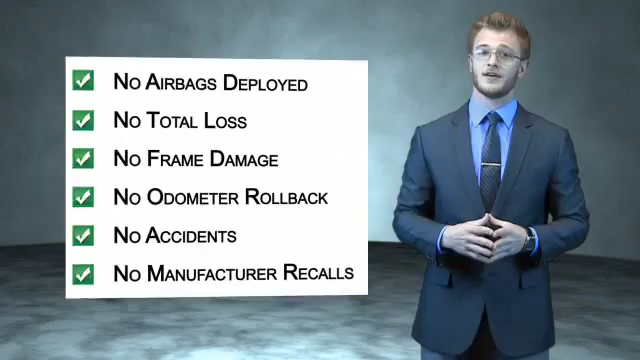 No Airbags Deployed
No Total Loss
No Frame Damage
No Odometer Rollback
No Accidents
No Manufacturer Recalls